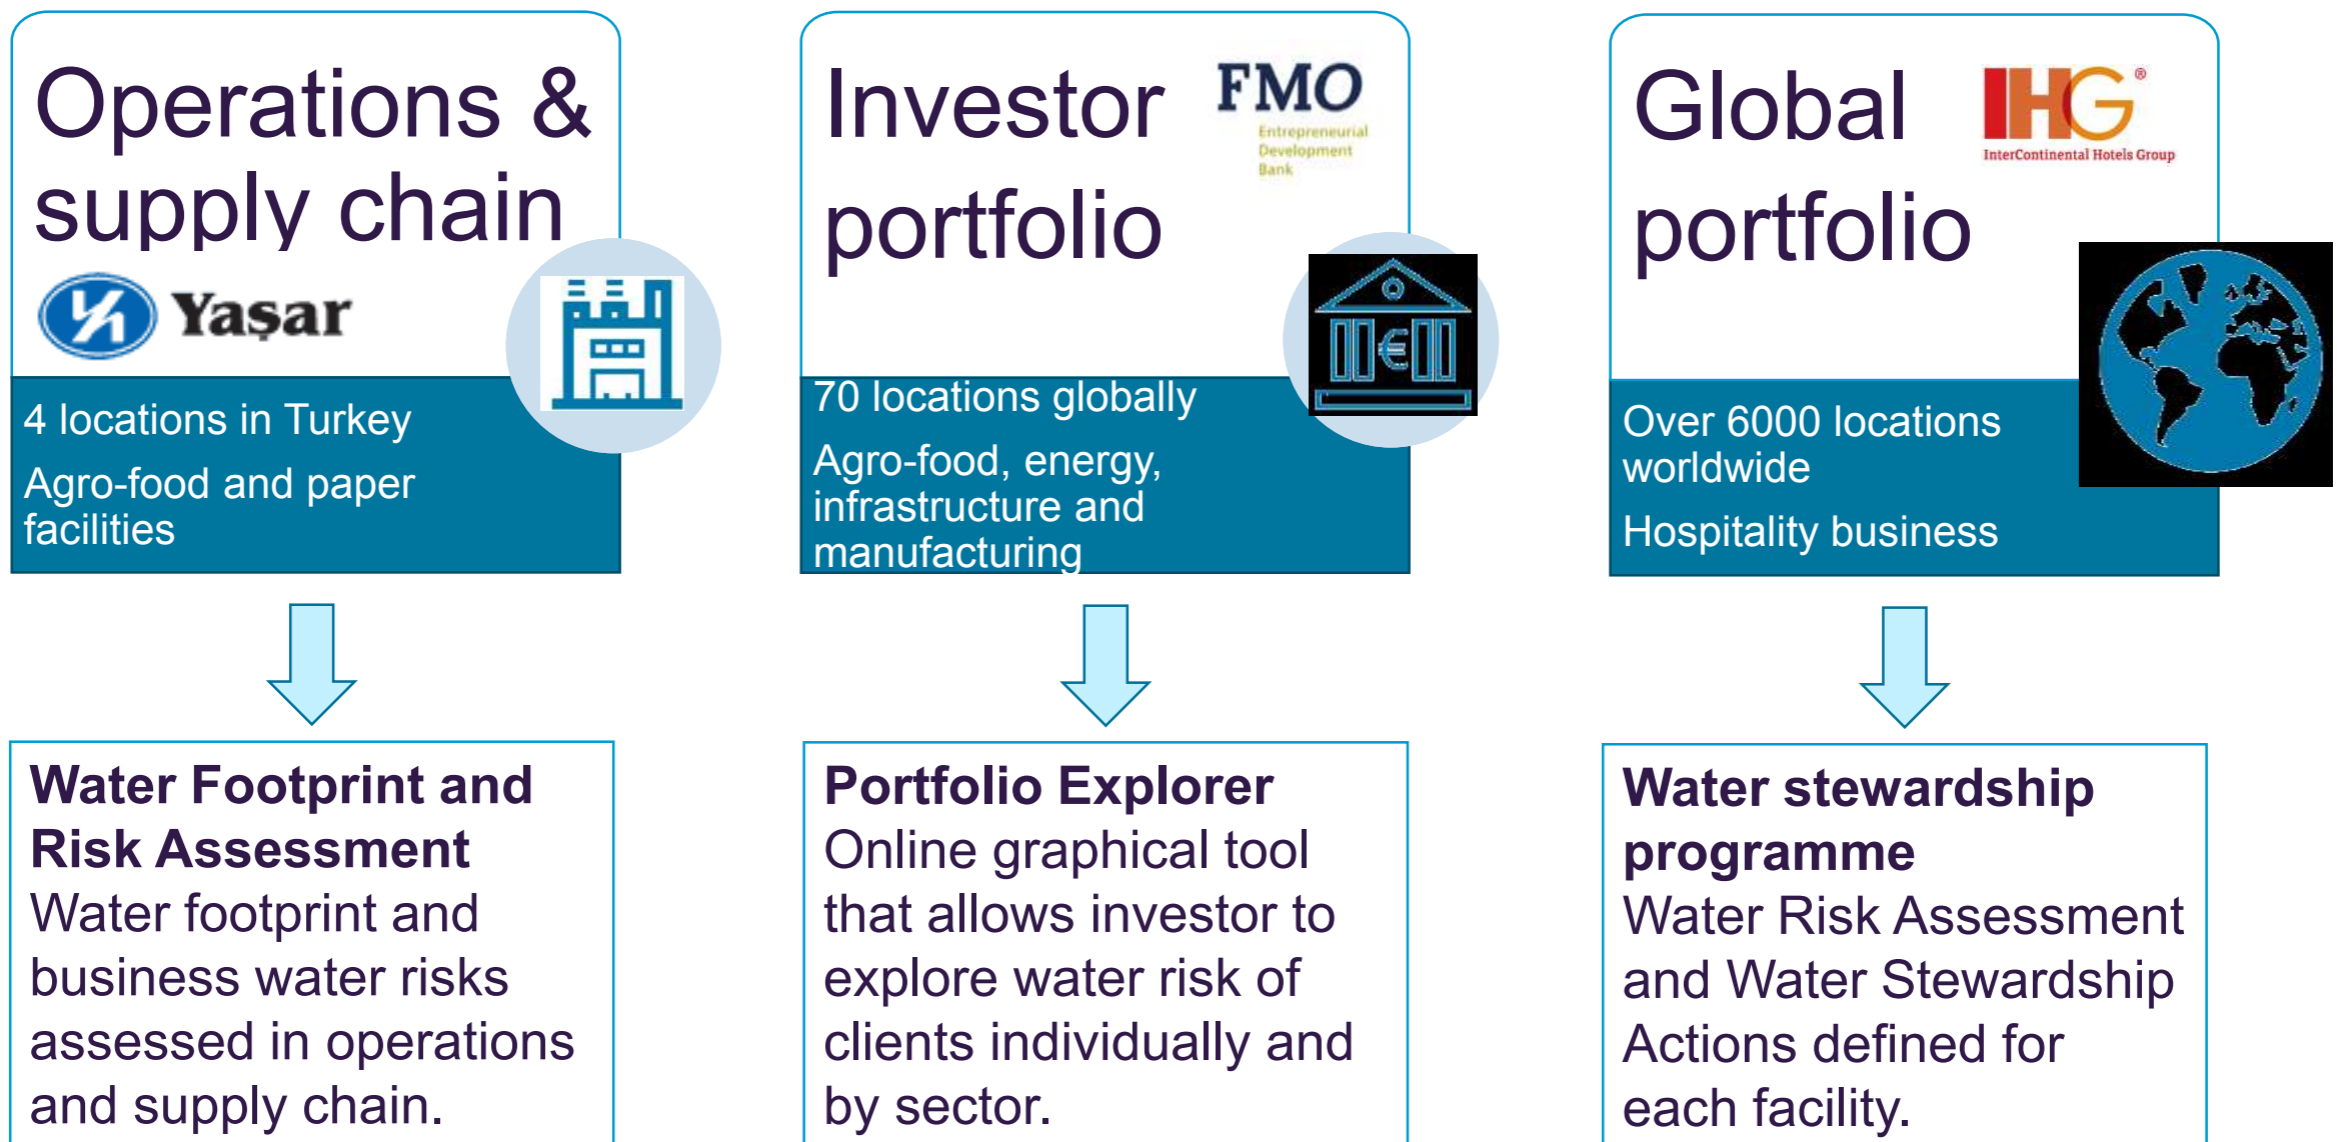 Operations &
supply chain
Yaşar
4 locations in Turkey
Agro-food and paper
facilities
Water Footprint and
Risk Assessment
Water footprint and
business water risks
assessed in operations
and supply chain.
Investor
portfolio
FMO
Entrepreneurial
Development
Bank
€
70 locations globally
Agro-food, energy,
infrastructure and
manufacturing
Portfolio Explorer
Online graphical tool
that allows investor to
explore water risk of
clients individually and
by sector.
Global
portfolio
IHG®
InterContinental Hotels Group
Over 6000 locations
worldwide
Hospitality business
Water stewardship
programme
Water Risk Assessment
and Water Stewardship
Actions defined for
each facility.